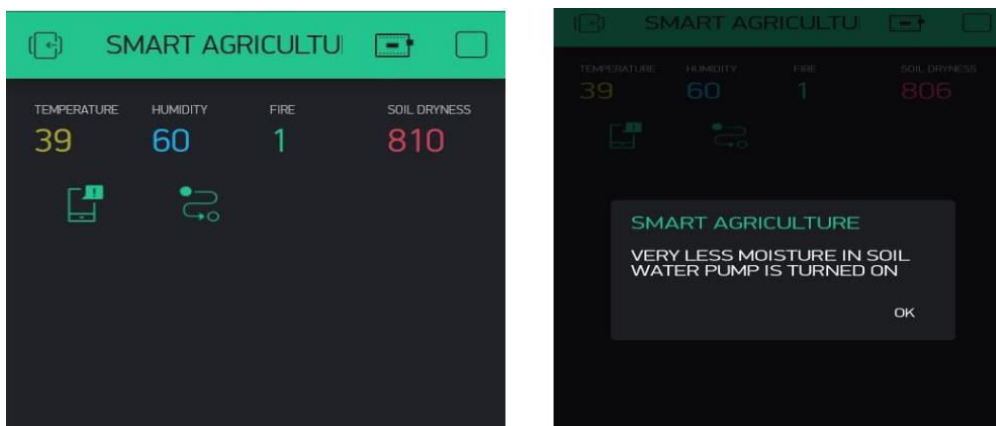 SMART AGRICULTU
TEMPERATURE HUMIDITY FIRE SOIL DRYNESS
39 60 1 810
SMART AGRICULTU
TEMPERATURE HUMIDITY FIRE SOIL DRYNESS
39 60 1 806
SMART AGRICULTURE
VERY LESS MOISTURE IN SOIL
WATER PUMP IS TURNED ON
OK